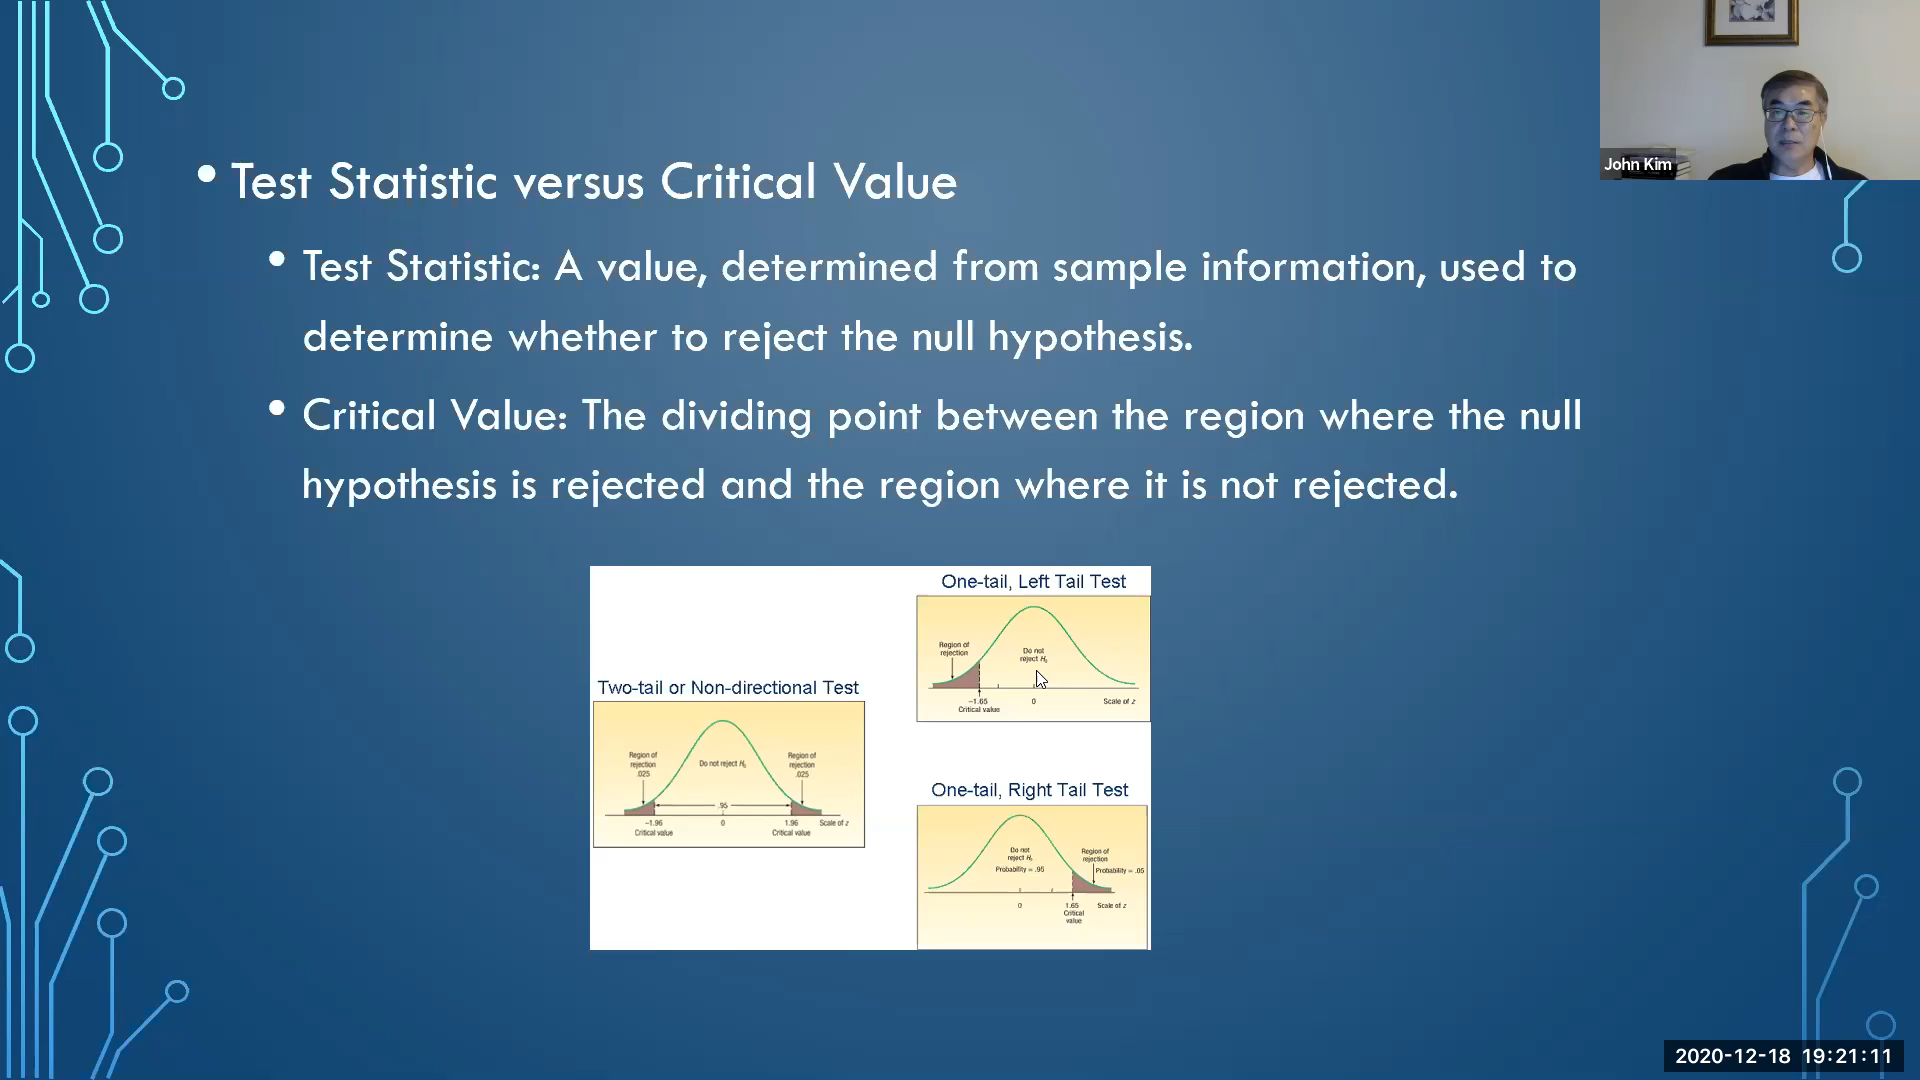 John Kim
• Test Statistic versus Critical Value
• Test Statistic: A value, determined from sample information, used to
determine whether to reject the null hypothesis.
• Critical Value: The dividing point between the region where the null
hypothesis is rejected and the region where it is not rejected.
One-tail, Left Tail Test
Region of
rejection
Do not
reject H₀
−1.65
0
Scale of z
Critical value
Two-tail or Non-directional Test
Region of
rejection
.025
Do not reject H₀
Region of
rejection
.025
.95
−1.96
0
1.96
Scale of z
Critical value
Critical value
One-tail, Right Tail Test
Do not
reject H₀
Probability = .95
Region of
rejection
Probability = .05
0
1.65
Scale of z
Critical
value
2020-12-18 19:21:11